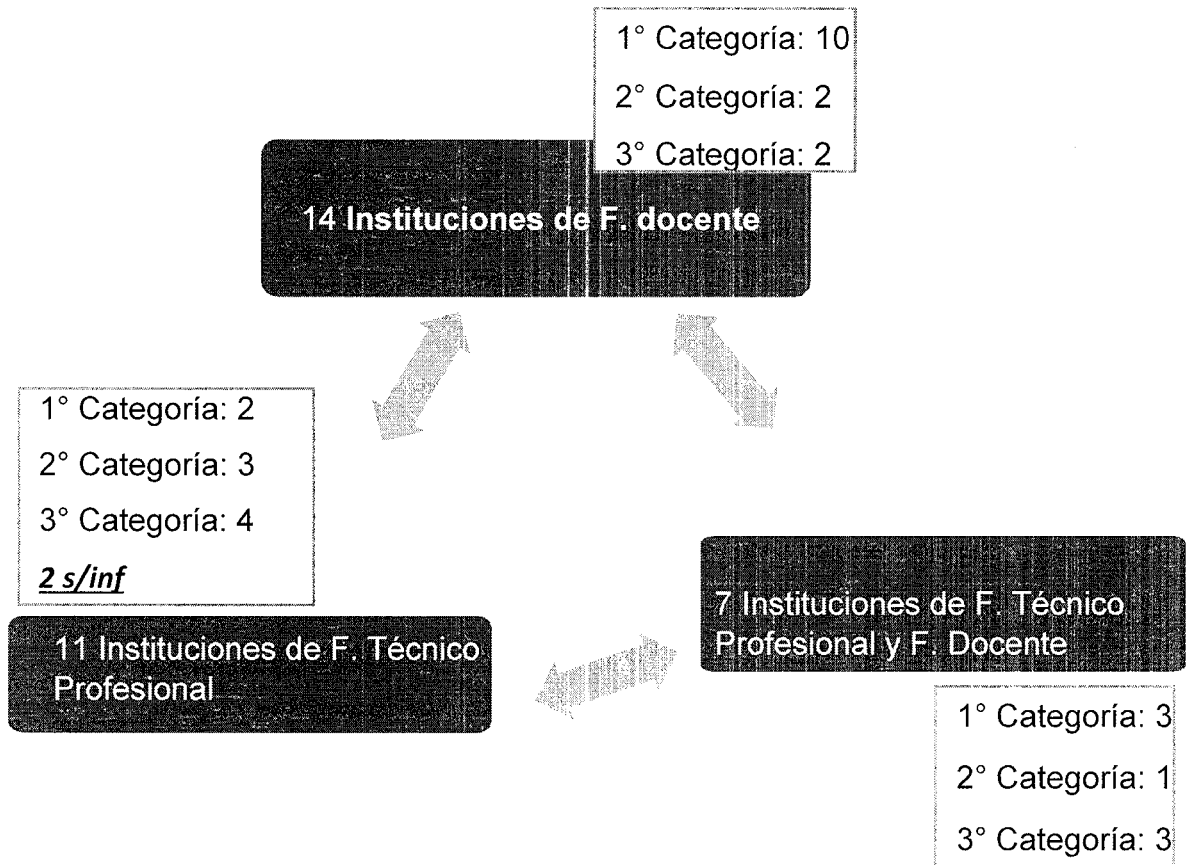 1° Categoría: 10
2° Categoría: 2
3° Categoría: 2
14 Instituciones de F. docente
1° Categoría: 2
2° Categoría: 3
3° Categoría: 4
2 s/inf
11 Instituciones de F. Técnico
Profesional
7 Instituciones de F. Técnico
Profesional y F. Docente
1° Categoría: 3
2° Categoría: 1
3° Categoría: 3